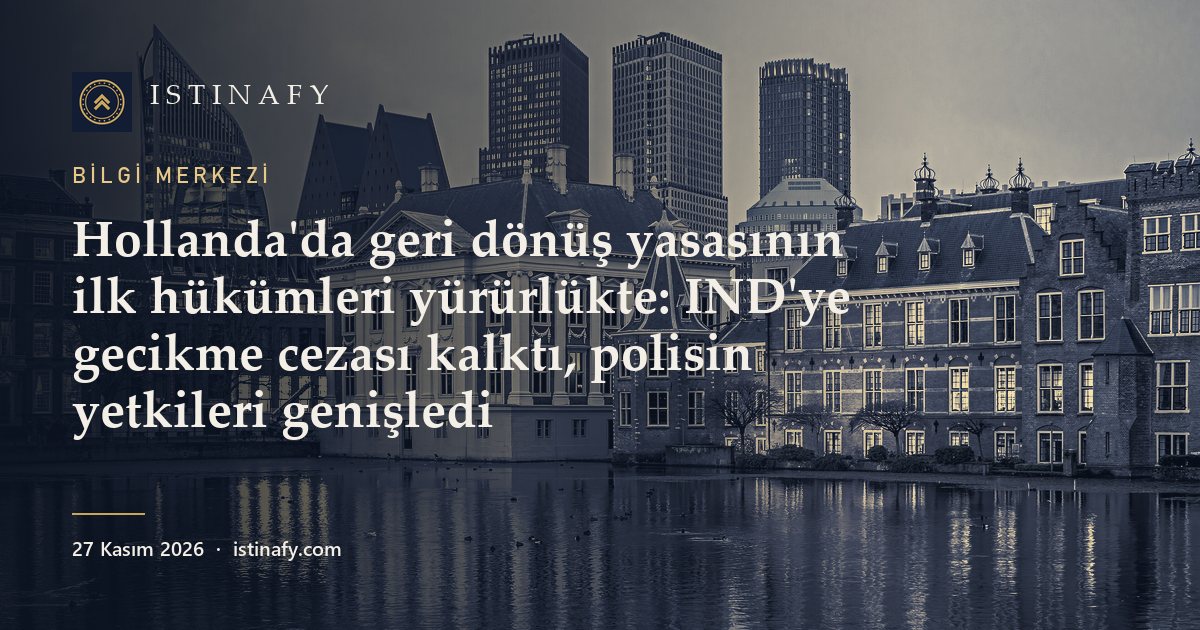 ISTINAFY
BİLGİ MERKEZİ
Hollanda'da geri dönüş yasasının
ilk hükümleri yürürlükte: IND'ye
gecikme cezası kalktı, polisin
yetkileri genişledi
27 Kasım 2026 · istinafy.com